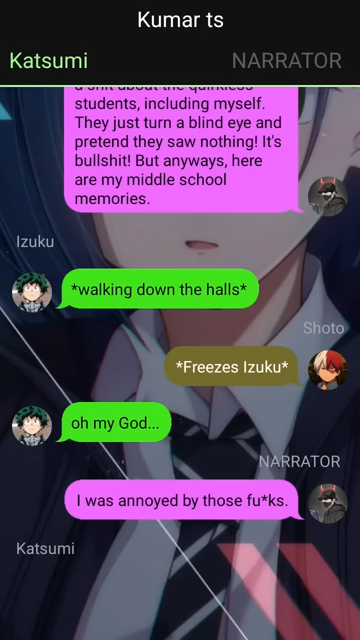 Kumar ts
Katsumi
NARRATOR
a shit about the quirkless
students, including myself.
They just turn a blind eye and
pretend they saw nothing! It's
bullshit! But anyways, here
are my middle school
memories.
Izuku
*walking down the halls*
Shoto
*Freezes Izuku*
oh my God...
NARRATOR
I was annoyed by those fu*ks.
Katsumi